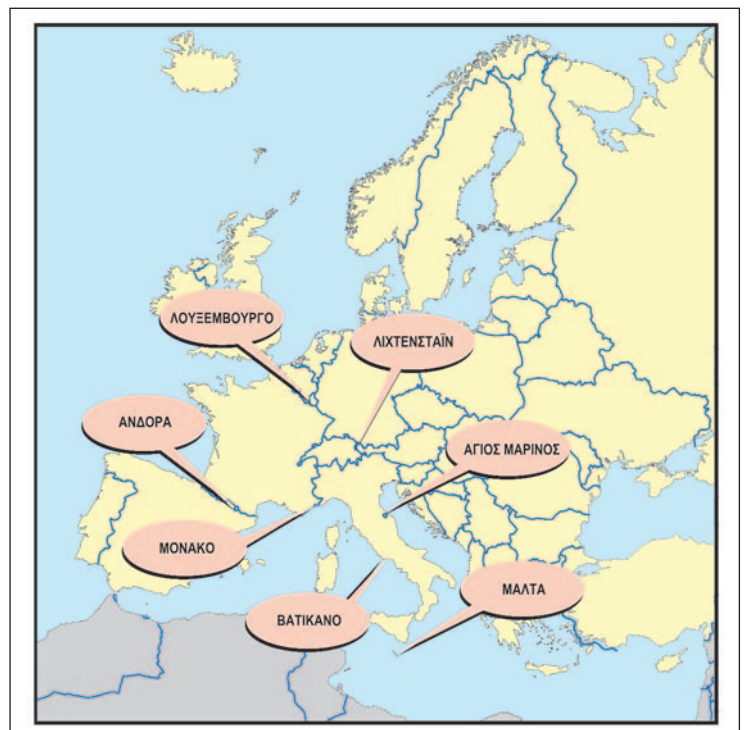 ΛΟΥΞΕΜΒΟΥΡΓΟ
ΛΙΧΤΕΝΣΤΑΪΝ
ΑΝΔΟΡΑ
ΑΓΙΟΣ ΜΑΡΙΝΟΣ
ΜΟΝΑΚΟ
ΜΑΛΤΑ
ΒΑΤΙΚΑΝΟ